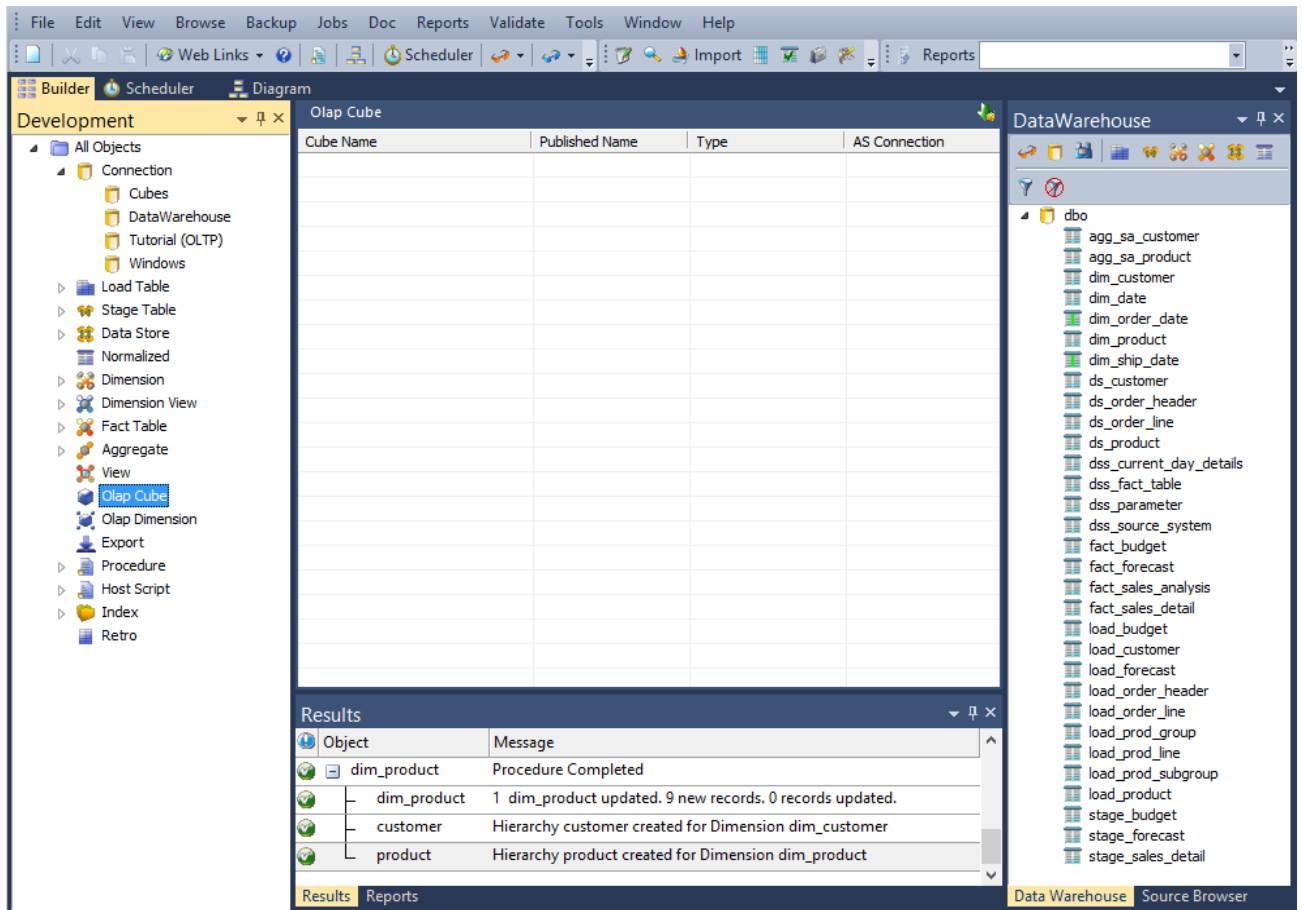 File Edit View Browse Backup Jobs Doc Reports Validate Tools Window Help
Web Links Scheduler Import Reports
Builder Scheduler Diagram
Development
All Objects
Connection
Cubes
DataWarehouse
Tutorial (OLTP)
Windows
Load Table
Stage Table
Data Store
Normalized
Dimension
Dimension View
Fact Table
Aggregate
View
Olap Cube
Olap Dimension
Export
Procedure
Host Script
Index
Retro
Olap Cube
Cube Name Published Name Type AS Connection
Results
Object Message
dim_product Procedure Completed
dim_product 1 dim_product updated. 9 new records. 0 records updated.
customer Hierarchy customer created for Dimension dim_customer
product Hierarchy product created for Dimension dim_product
Results Reports
DataWarehouse
dbo
agg_sa_customer
agg_sa_product
dim_customer
dim_date
dim_order_date
dim_product
dim_ship_date
ds_customer
ds_order_header
ds_order_line
ds_product
dss_current_day_details
dss_fact_table
dss_parameter
dss_source_system
fact_budget
fact_forecast
fact_sales_analysis
fact_sales_detail
load_budget
load_customer
load_forecast
load_order_header
load_order_line
load_prod_group
load_prod_line
load_prod_subgroup
load_product
stage_budget
stage_forecast
stage_sales_detail
Data Warehouse Source Browser